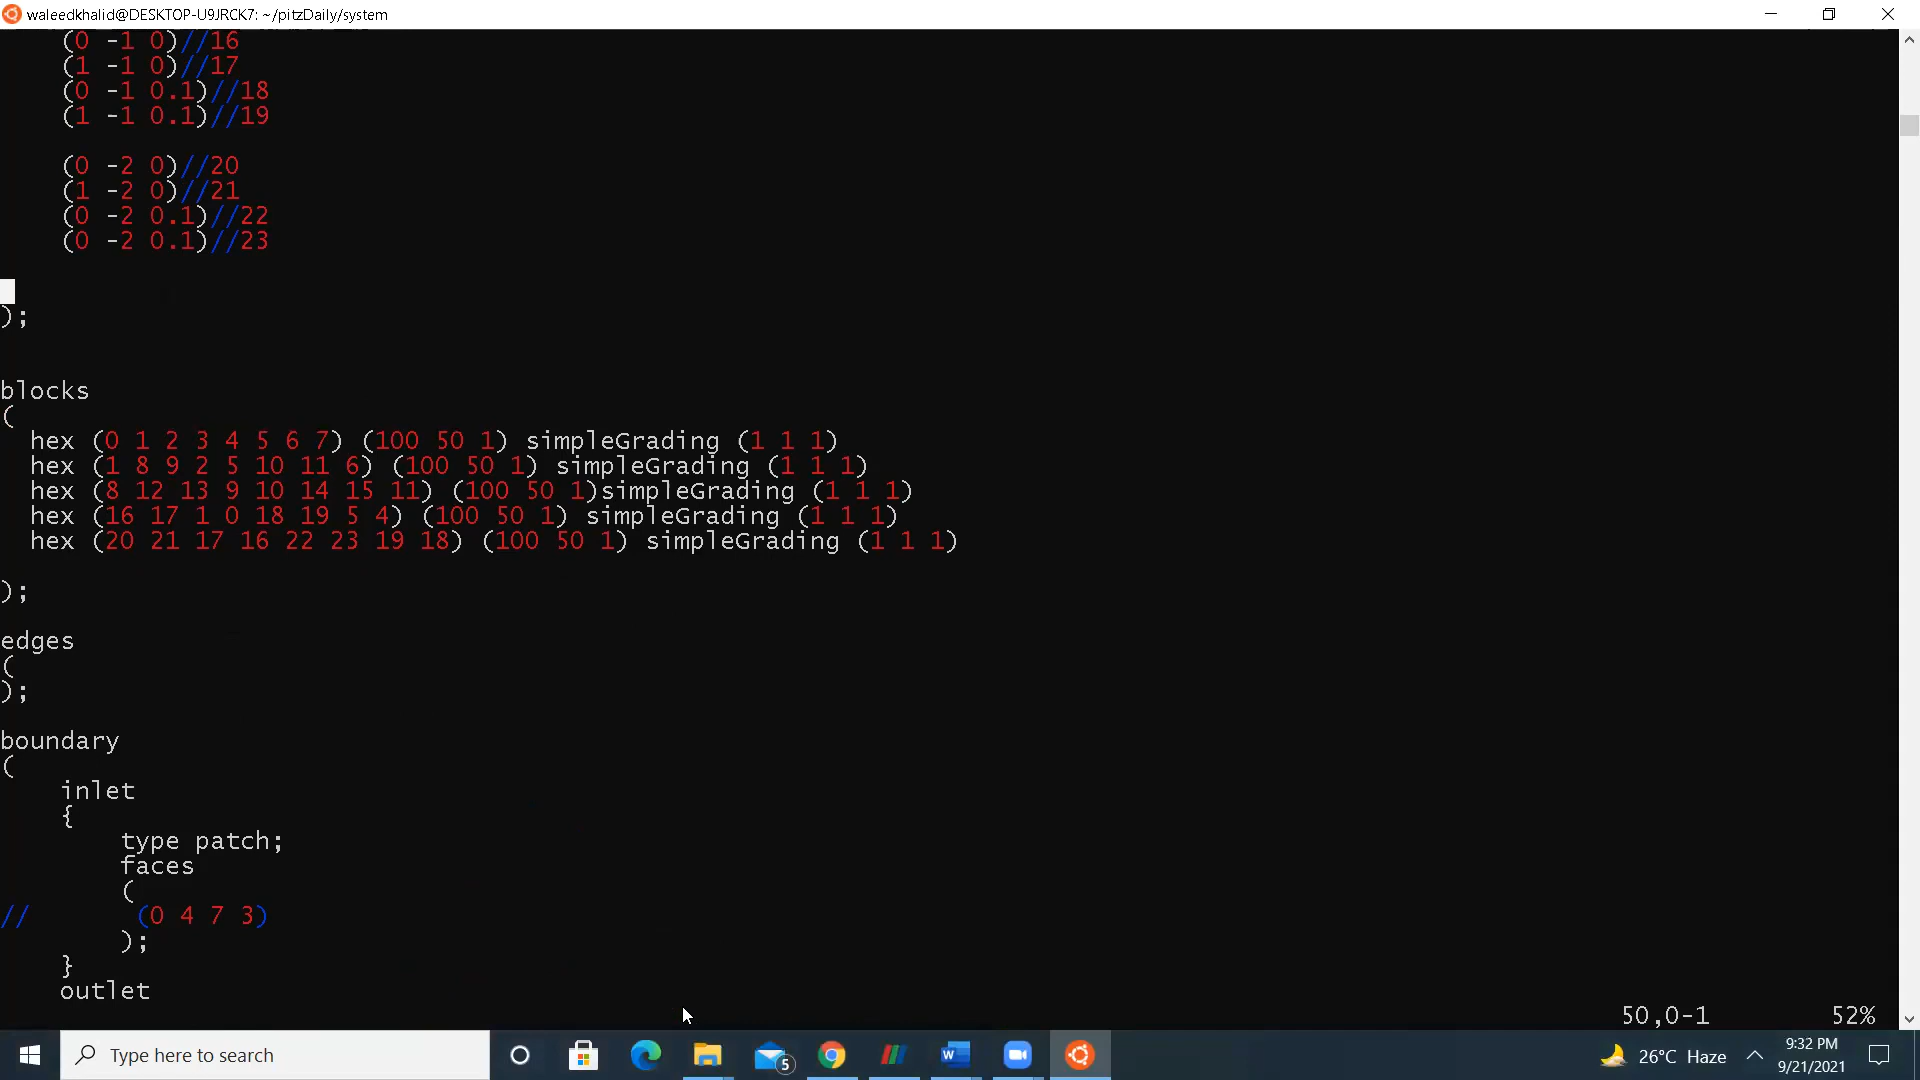 waleedkhalid@DESKTOP-U9JRCK7: ~/pitzDaily/system
(0 -1 0)//16
(1 -1 0)//17
(0 -1 0.1)//18
(1 -1 0.1)//19
(0 -2 0)//20
(1 -2 0)//21
(0 -2 0.1)//22
(0 -2 0.1)//23
);
blocks
(
hex (0 1 2 3 4 5 6 7) (100 50 1) simpleGrading (1 1 1)
hex (1 8 9 2 5 10 11 6) (100 50 1) simpleGrading (1 1 1)
hex (8 12 13 9 10 14 15 11) (100 50 1)simpleGrading (1 1 1)
hex (16 17 1 0 18 19 5 4) (100 50 1) simpleGrading (1 1 1)
hex (20 21 17 16 22 23 19 18) (100 50 1) simpleGrading (1 1 1)
);
edges
(
);
boundary
(
inlet
{
type patch;
faces
(
// (0 4 7 3)
);
}
outlet
50,0-1 52%
Type here to search
5
26°C Haze
9:32 PM
9/21/2021